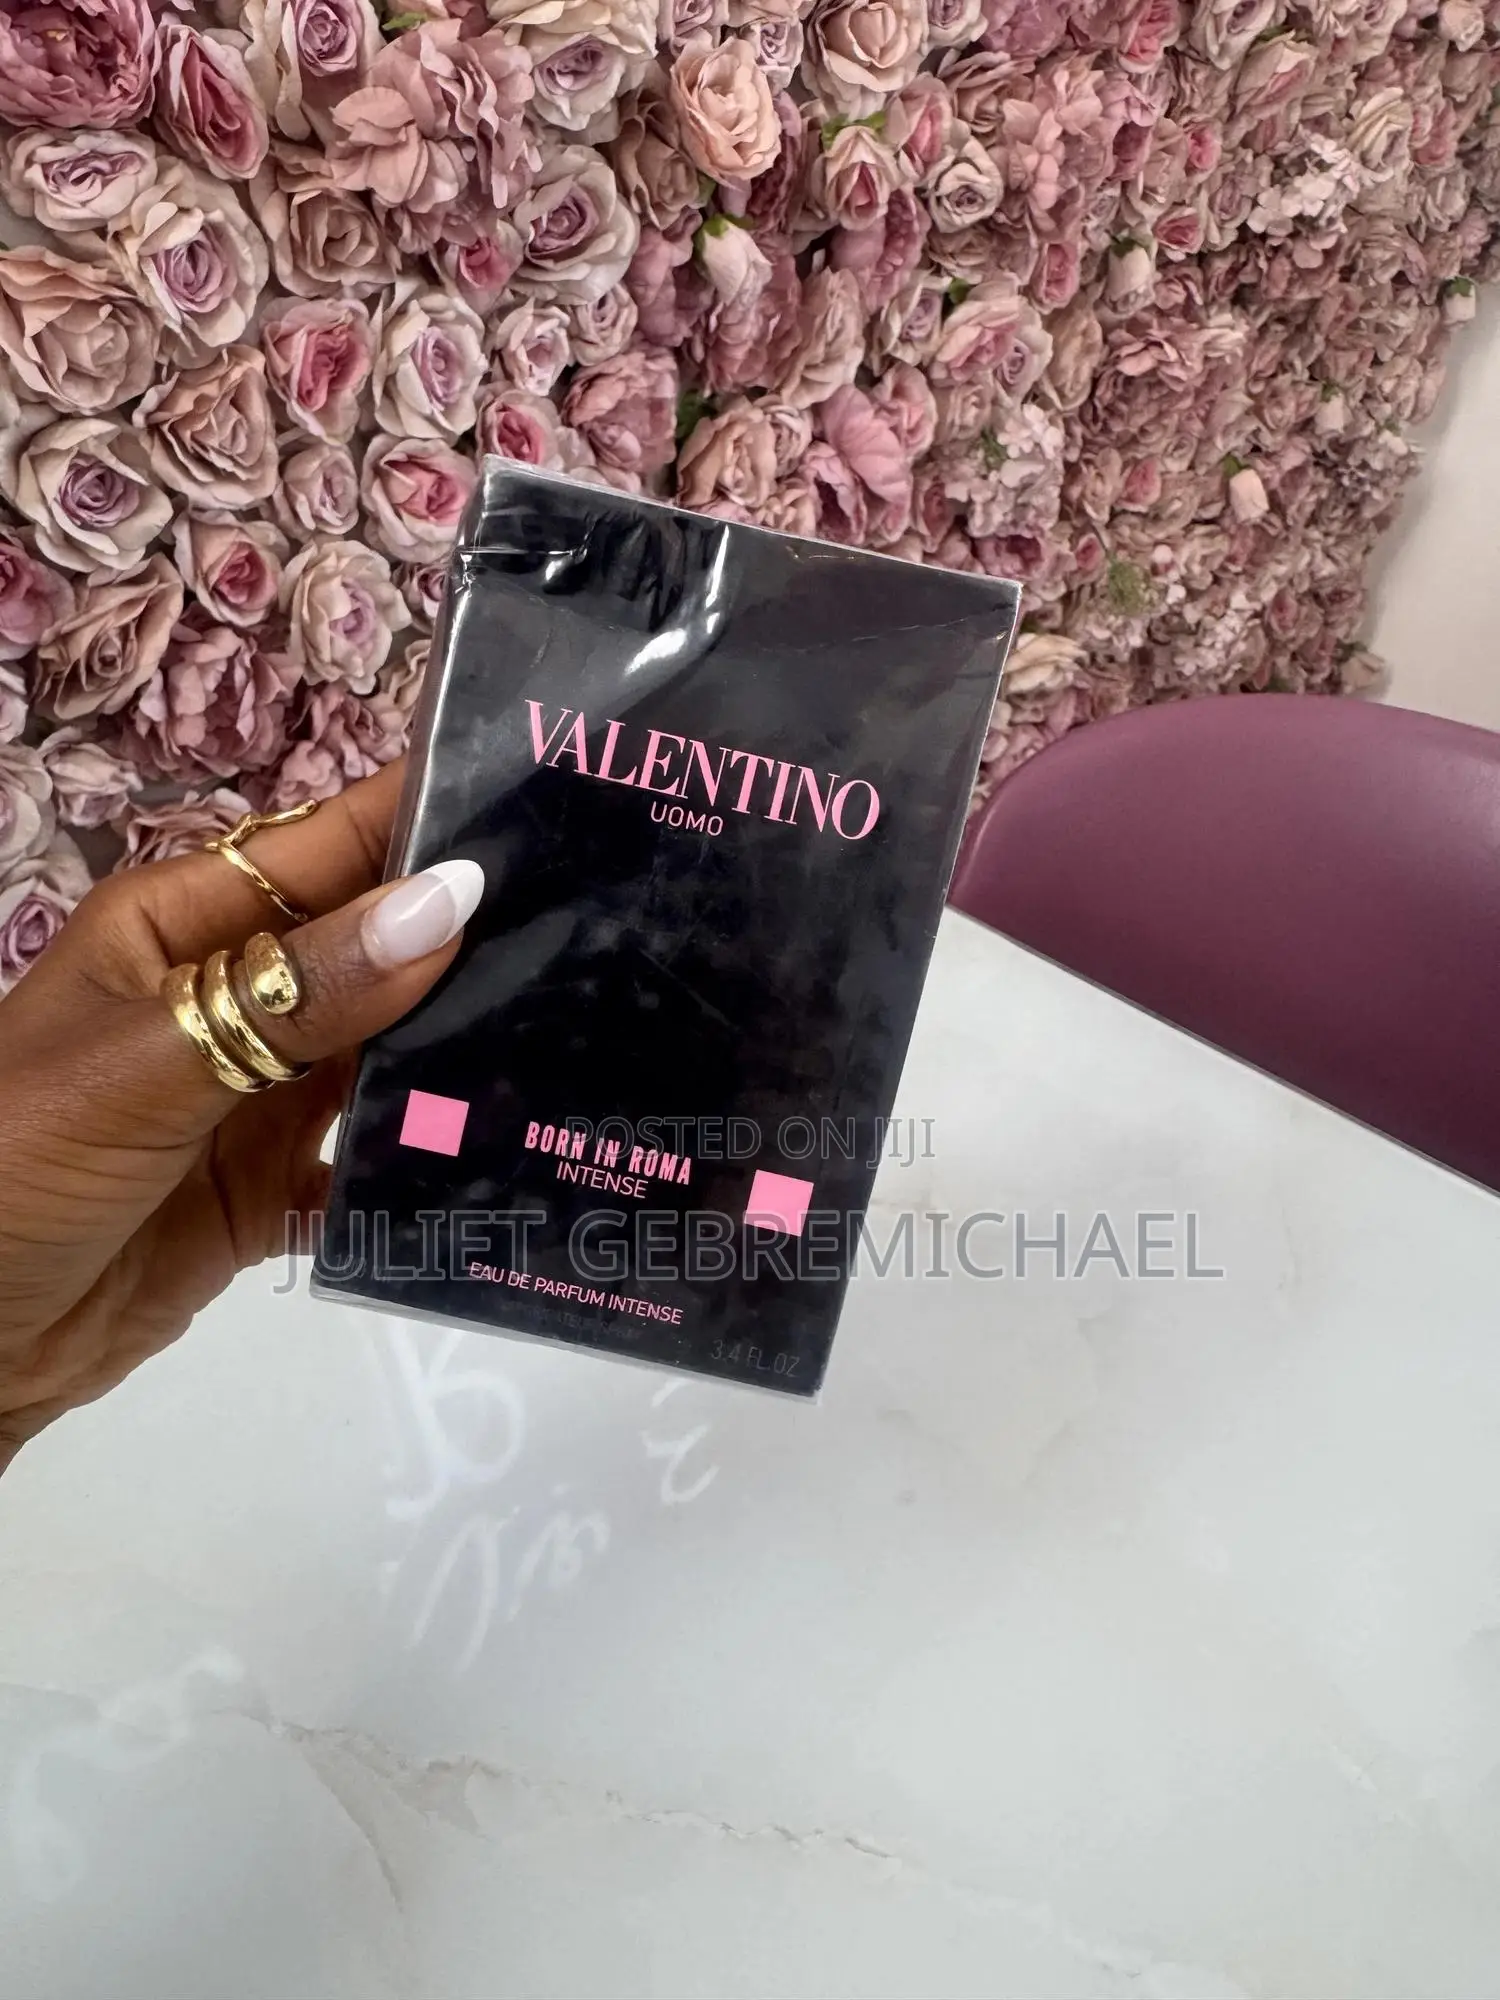 VALENTINO
UOMO
POSTED ON JIJI
BORN IN ROMA
INTENSE
JULIET GEBREMICHAEL
EAU DE PARFUM INTENSE
3.4 FL.OZ